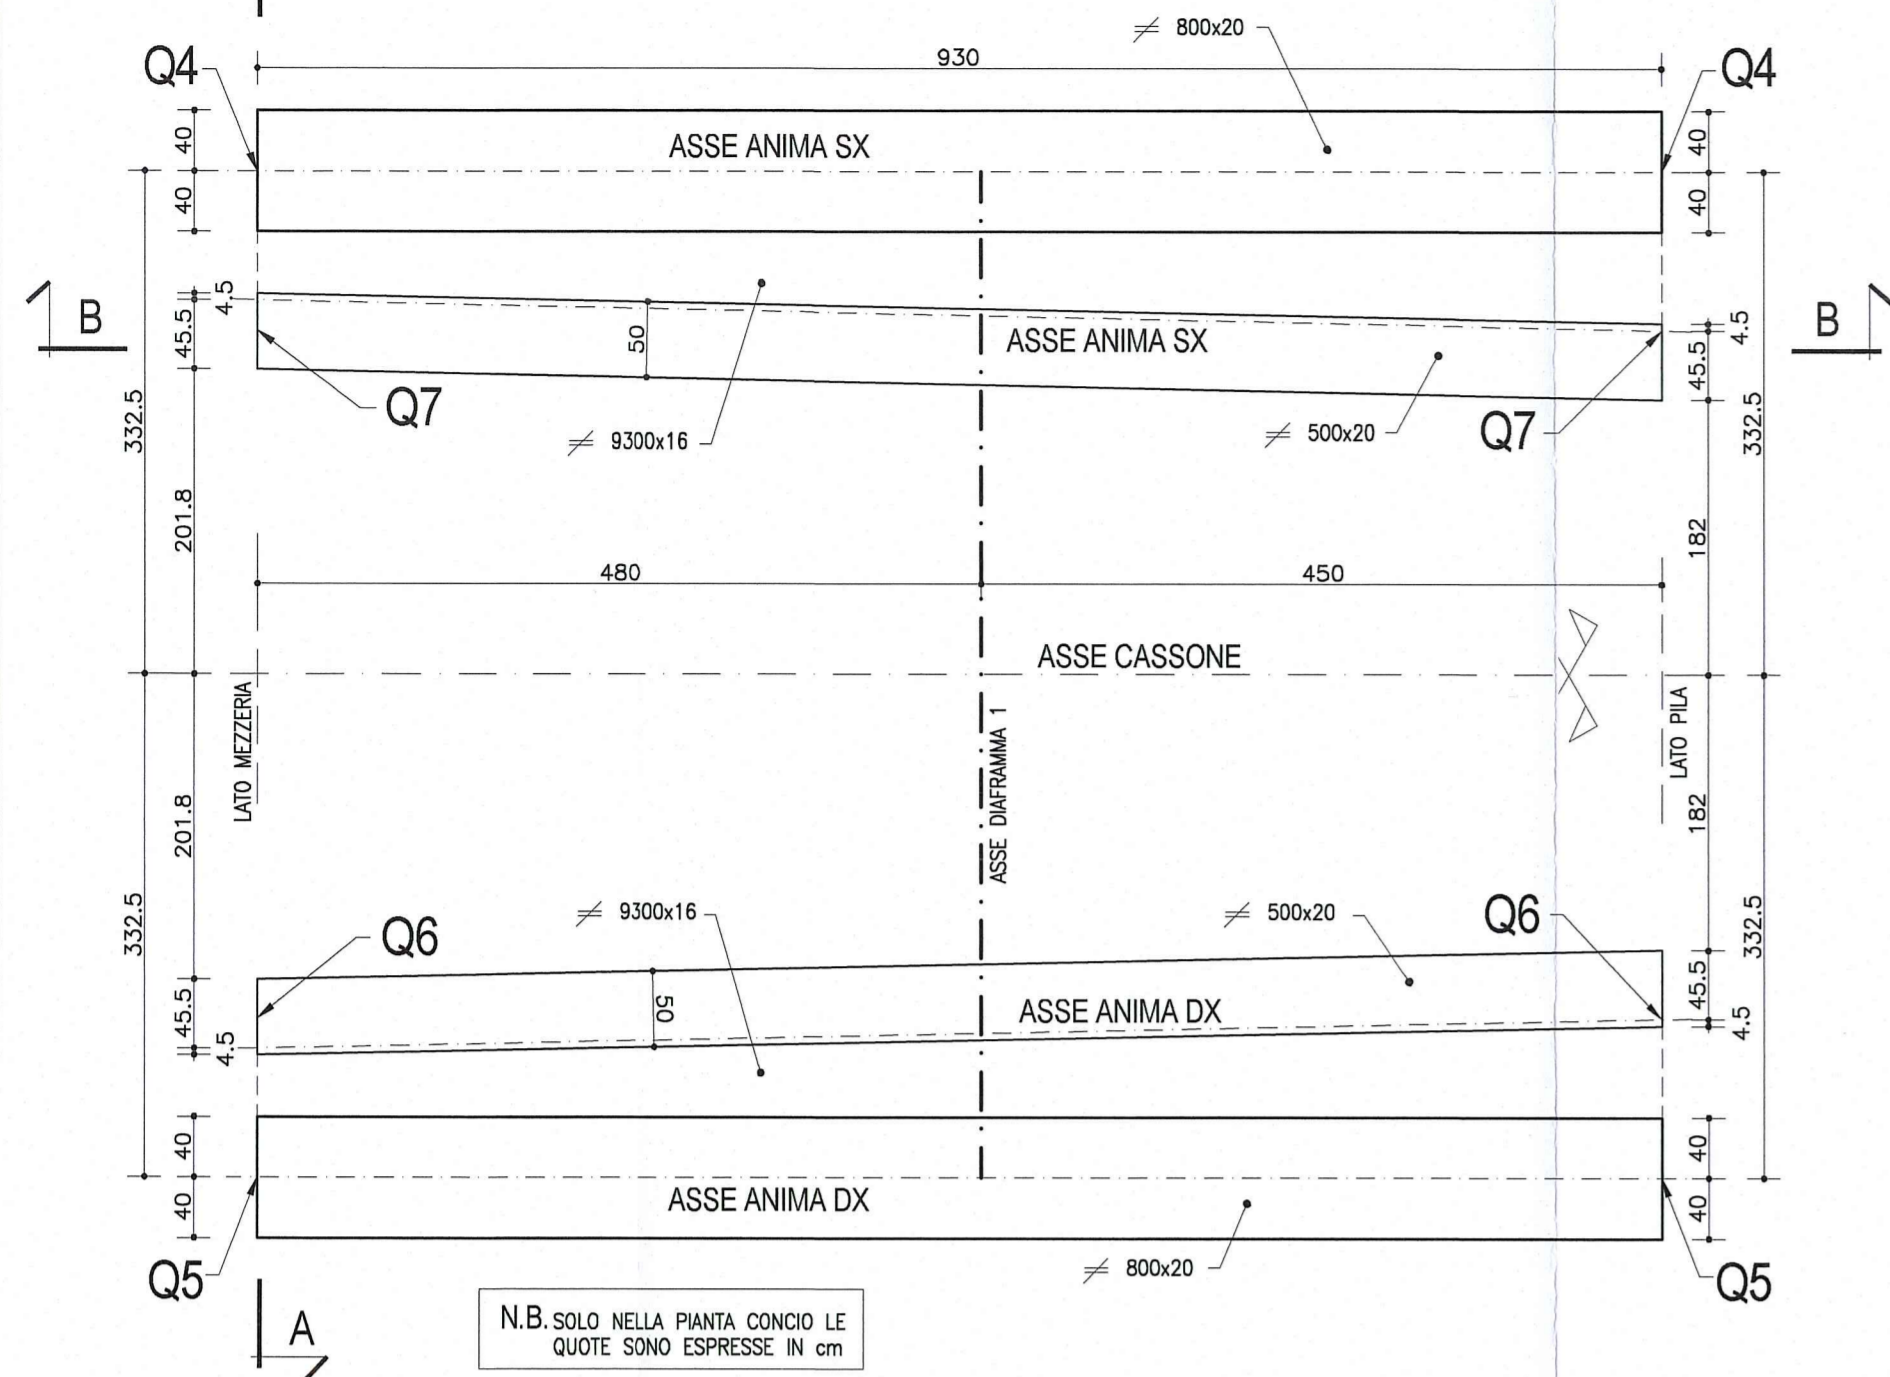 ≠ 800x20
930
Q4
Q4
40
40
ASSE ANIMA SX
40
40
B
4.5
45.5
50
ASSE ANIMA SX
4.5
45.5
B
Q7
332.5
≠ 9300x16
≠ 500x20
Q7
332.5
201.8
182
480
450
ASSE CASSONE
LATO MEZZERIA
ASSE DIAFRAMMA 1
LATO PILA
201.8
182
332.5
≠ 9300x16
≠ 500x20
Q6
Q6
332.5
45.5
4.5
50
ASSE ANIMA DX
45.5
4.5
40
40
ASSE ANIMA DX
40
40
Q5
≠ 800x20
Q5
A
N.B. SOLO NELLA PIANTA CONCIO LE
QUOTE SONO ESPRESSE IN cm